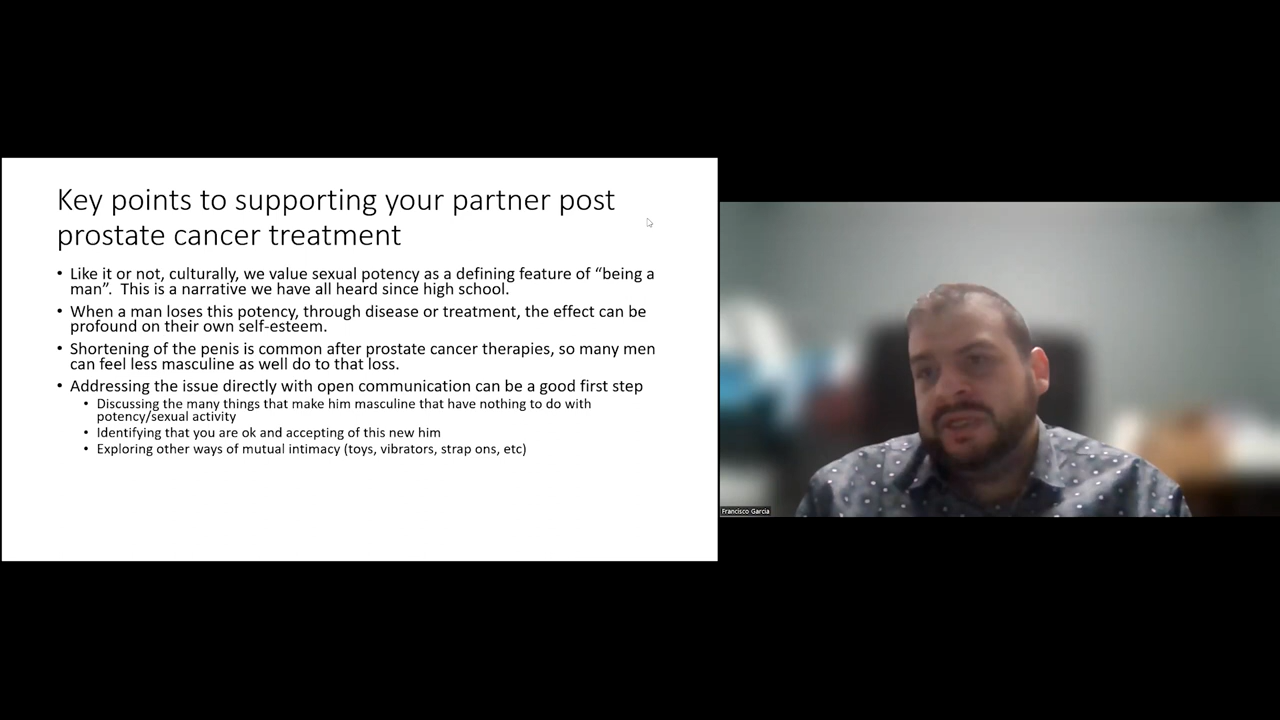 Key points to supporting your partner post
prostate cancer treatment
• Like it or not, culturally, we value sexual potency as a defining feature of “being a
man”.  This is a narrative we have all heard since high school.
• When a man loses this potency, through disease or treatment, the effect can be
profound on their own self-esteem.
• Shortening of the penis is common after prostate cancer therapies, so many men
can feel less masculine as well do to that loss.
• Addressing the issue directly with open communication can be a good first step
• Discussing the many things that make him masculine that have nothing to do with
potency/sexual activity
• Identifying that you are ok and accepting of this new him
• Exploring other ways of mutual intimacy (toys, vibrators, strap ons, etc)
Francisco Garcia